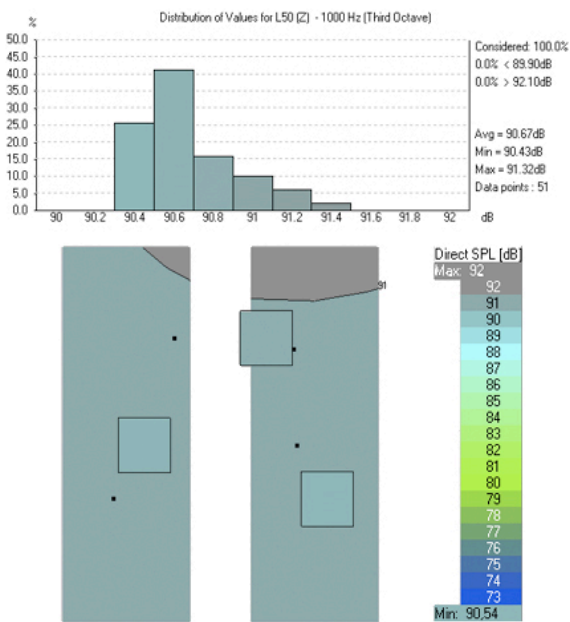 Distribution of Values for L50 (Z) - 1000 Hz (Third Octave)
%
50.0
45.0
40.0
35.0
30.0
25.0
20.0
15.0
10.0
5.0
0.0
90 90.2 90.4 90.6 90.8 91 91.2 91.4 91.6 91.8 92 dB
Considered: 100.0%
0.0% < 89.90dB
0.0% > 92.10dB
Avg = 90.67dB
Min = 90.43dB
Max = 91.32dB
Data points : 51
91
Direct SPL [dB]
Max: 92
92
91
90
89
88
87
86
85
84
83
82
81
80
79
78
77
76
75
74
73
Min: 90,54